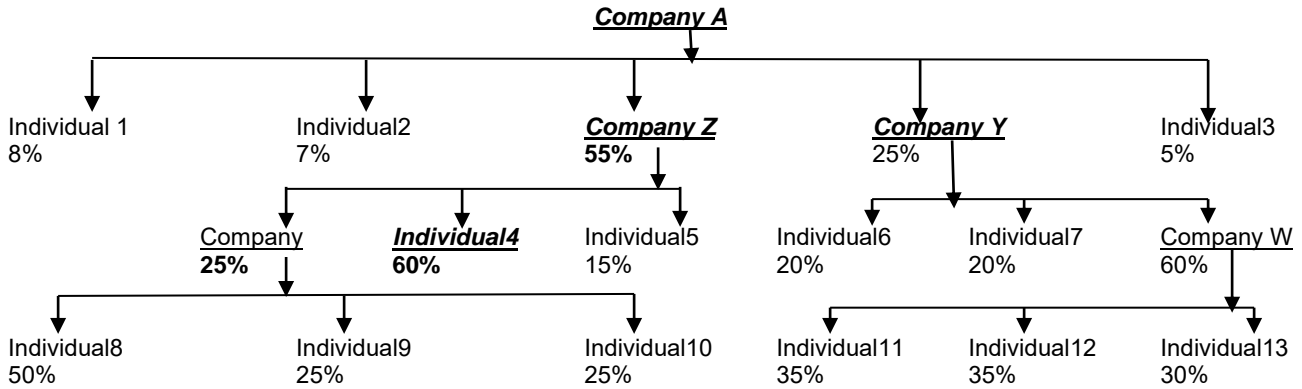 Company A
Individual 1 Individual2 Company Z Company Y Individual3
8% 7% 55% 25% 5%
Company Individual4 Individual5 Individual6 Individual7 Company W
25% 60% 15% 20% 20% 60%
Individual8 Individual9 Individual10 Individual11 Individual12 Individual13
50% 25% 25% 35% 35% 30%